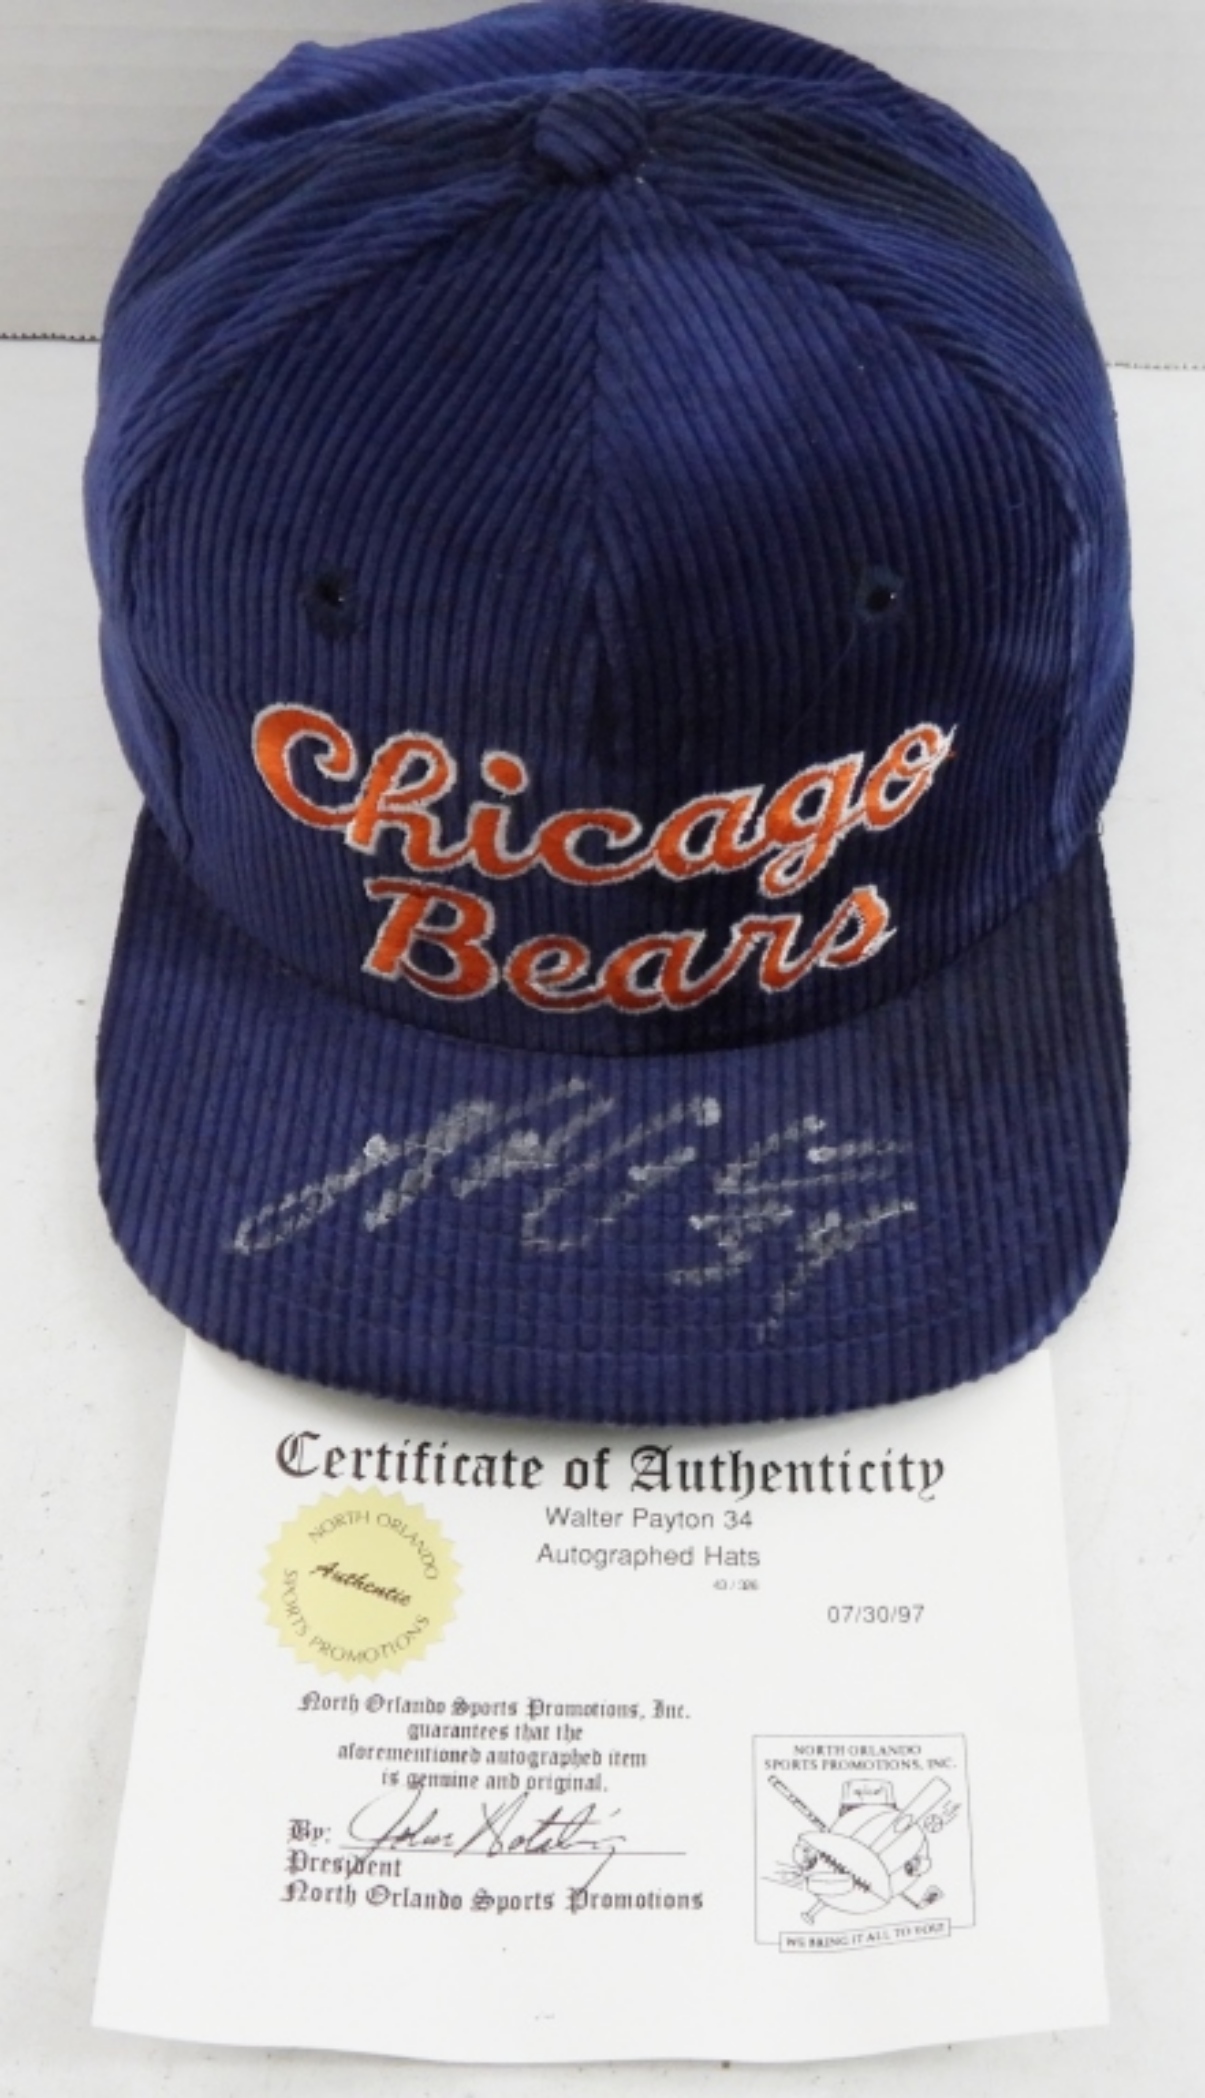 Chicago
Bears
Certificate of Authenticity
Walter Payton 34
Autographed Hats
07/30/97
NORTH ORLANDO
Authentic
SPORTS PROMOTIONS
North Orlando Sports Promotions, Inc.
guarantees that the
aforementioned autographed item
is genuine and original.
By:
President
North Orlando Sports Promotions
NORTH ORLANDO
SPORTS PROMOTIONS, INC.
WE BRING IT ALL TO YOU!